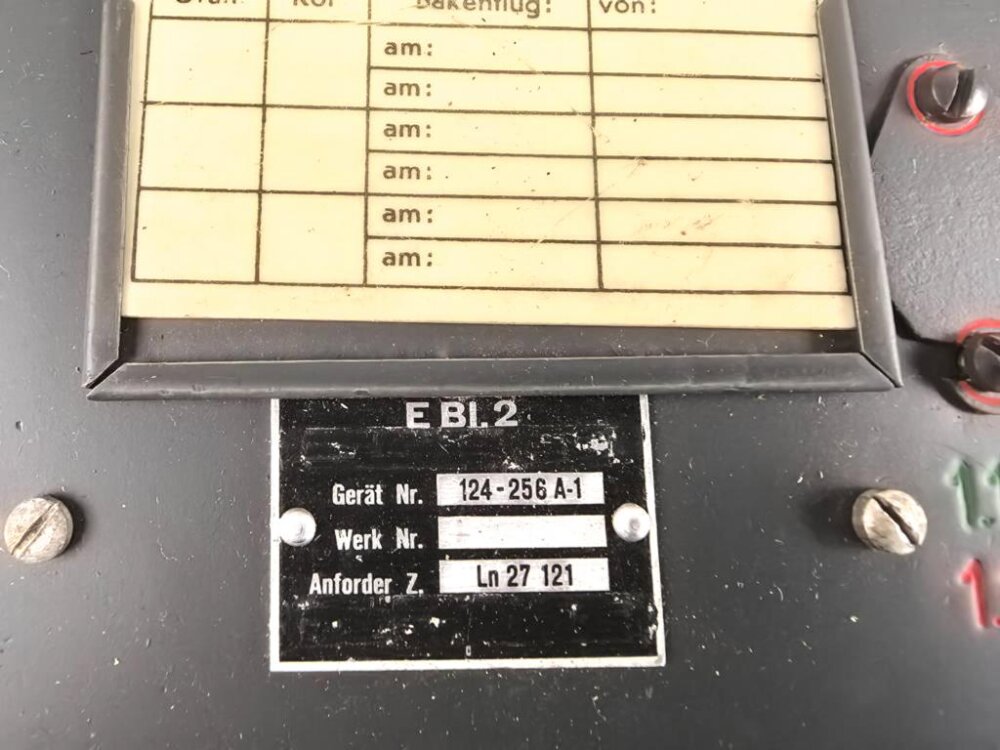 Kor Bakenflug: von:
am:
am:
am:
am:
am:
am:
E Bl. 2
Gerät Nr. 124-256 A-1
Werk Nr.
Anforder Z. Ln 27 121